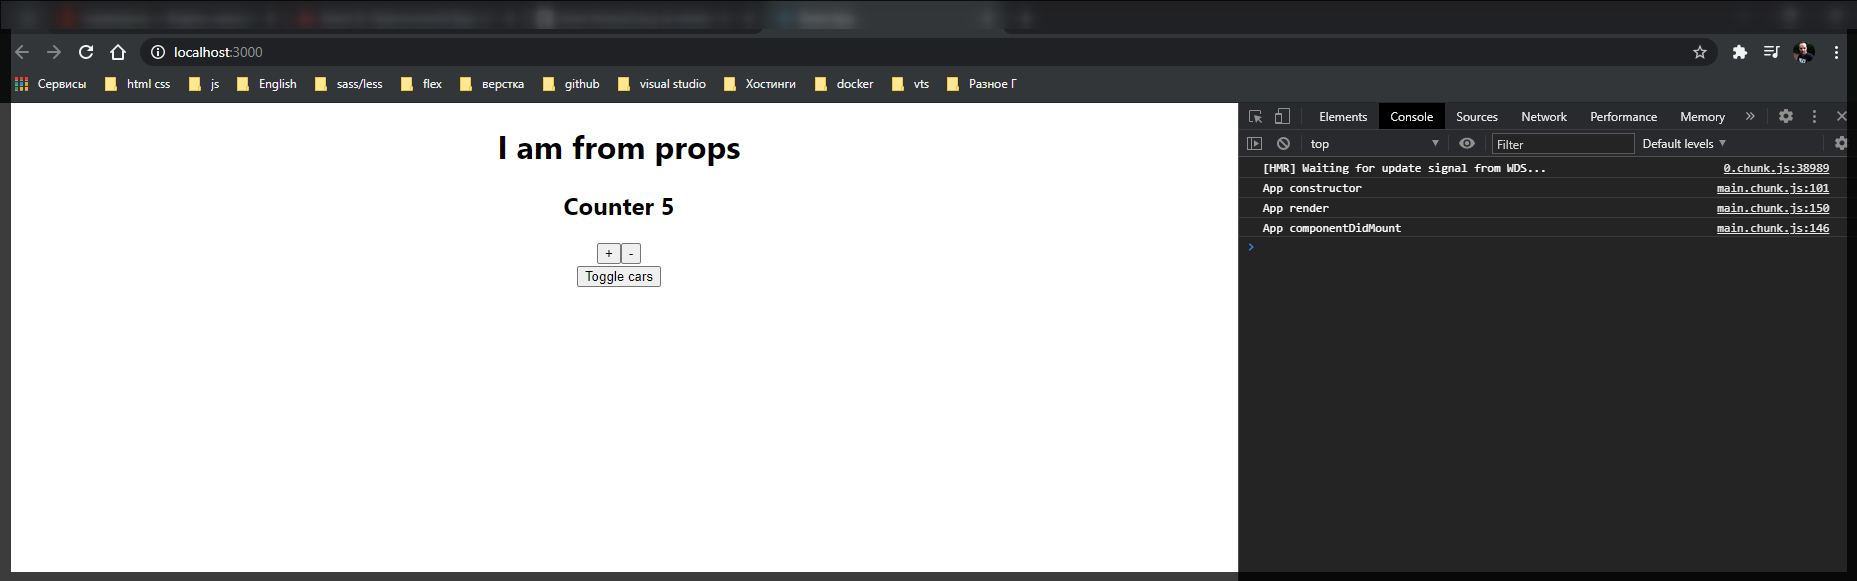 localhost:3000
Сервисы html css js English sass/less flex верстка github visual studio Хостинги docker vts Разное Г
I am from props
Counter 5
+ -
Toggle cars
Elements Console Sources Network Performance Memory »
top Filter Default levels
[HMR] Waiting for update signal from WDS... 0.chunk.js:38989
App constructor main.chunk.js:101
App render main.chunk.js:150
App componentDidMount main.chunk.js:146
>